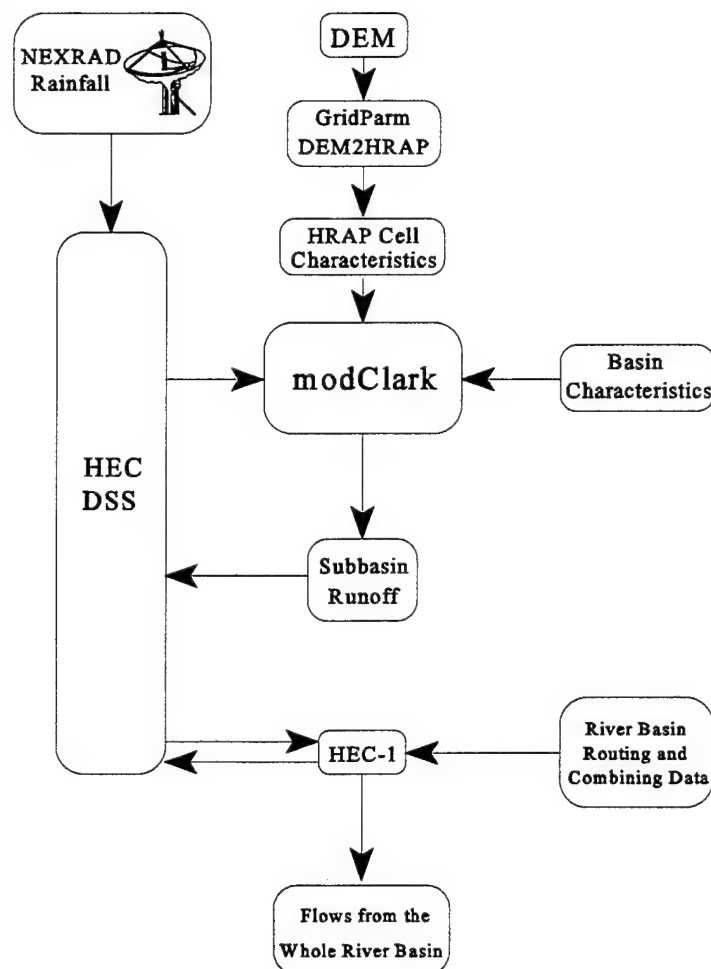 NEXRAD
Rainfall
DEM
GridParm
DEM2HRAP
HRAP Cell
Characteristics
modClark
Basin
Characteristics
HEC
DSS
Subbasin
Runoff
HEC-1
River Basin
Routing and
Combining Data
Flows from the
Whole River Basin